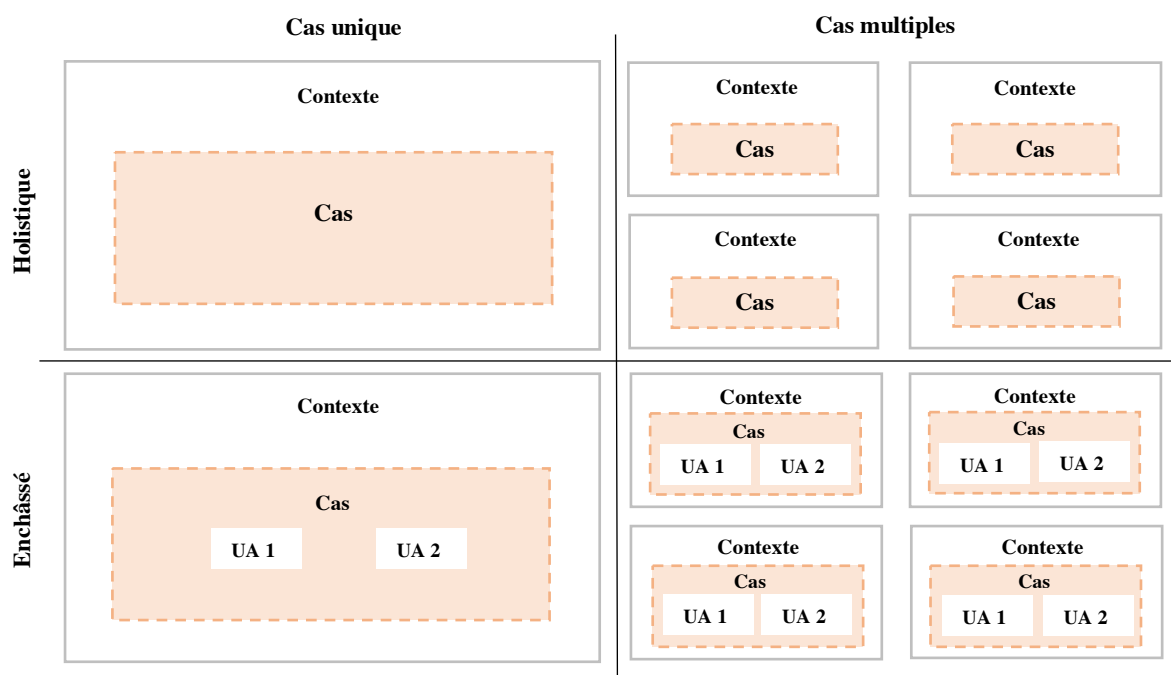 Cas unique
Cas multiples
Holistique
Contexte
Cas
Contexte
Cas
Contexte
Cas
Contexte
Cas
Contexte
Cas
Enchâssé
Contexte
Cas
UA 1
UA 2
Contexte
Cas
UA 1
UA 2
Contexte
Cas
UA 1
UA 2
Contexte
Cas
UA 1
UA 2
Contexte
Cas
UA 1
UA 2